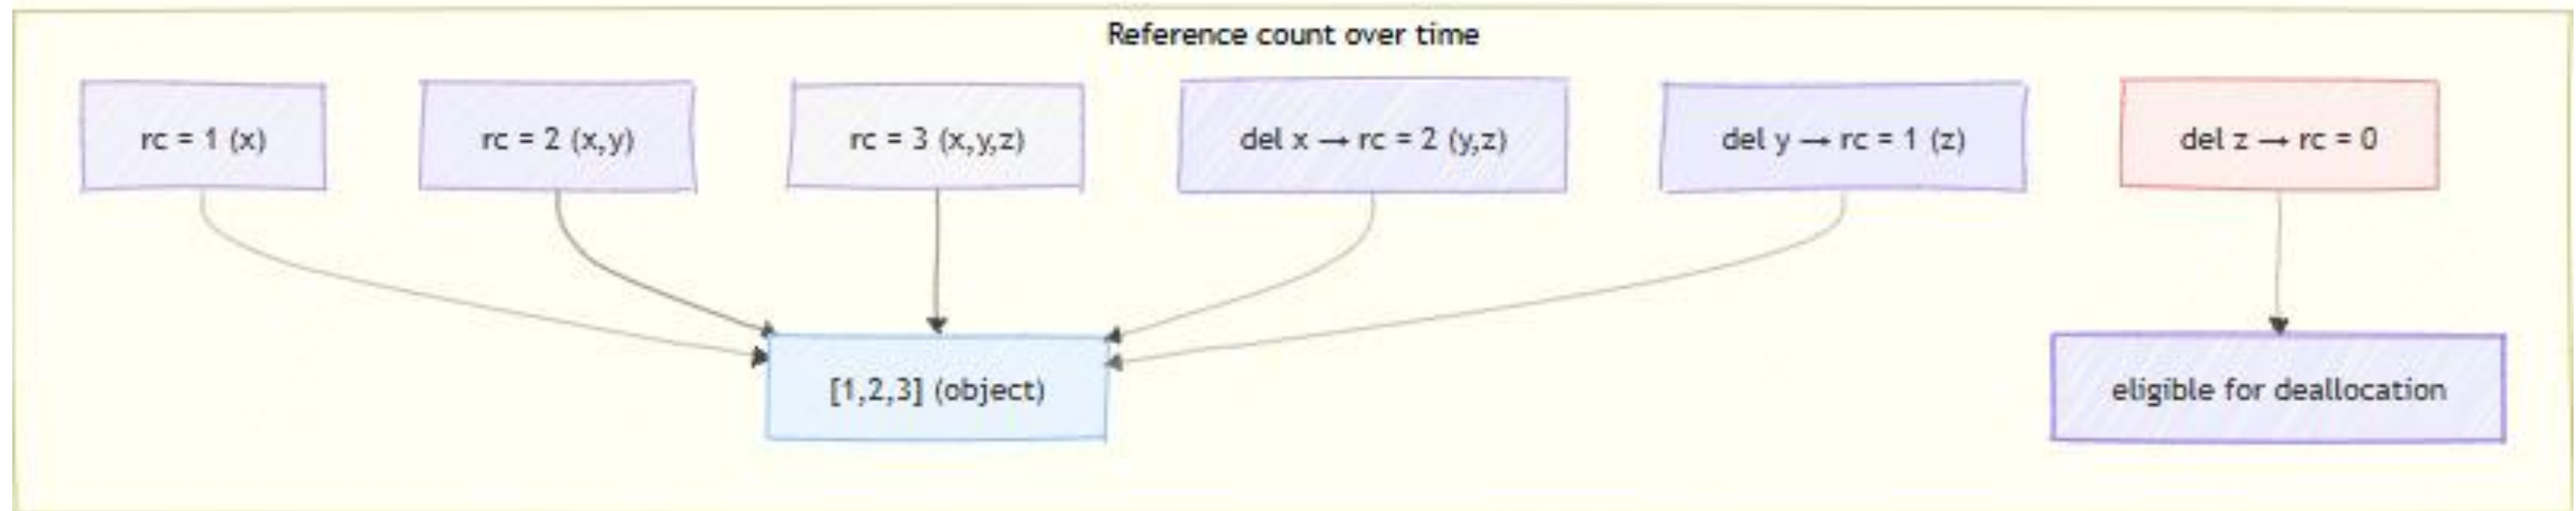 Reference count over time
rc = 1 (x)
rc = 2 (x,y)
rc = 3 (x,y,z)
del x → rc = 2 (y,z)
del y → rc = 1 (z)
del z → rc = 0
[1,2,3] (object)
eligible for deallocation